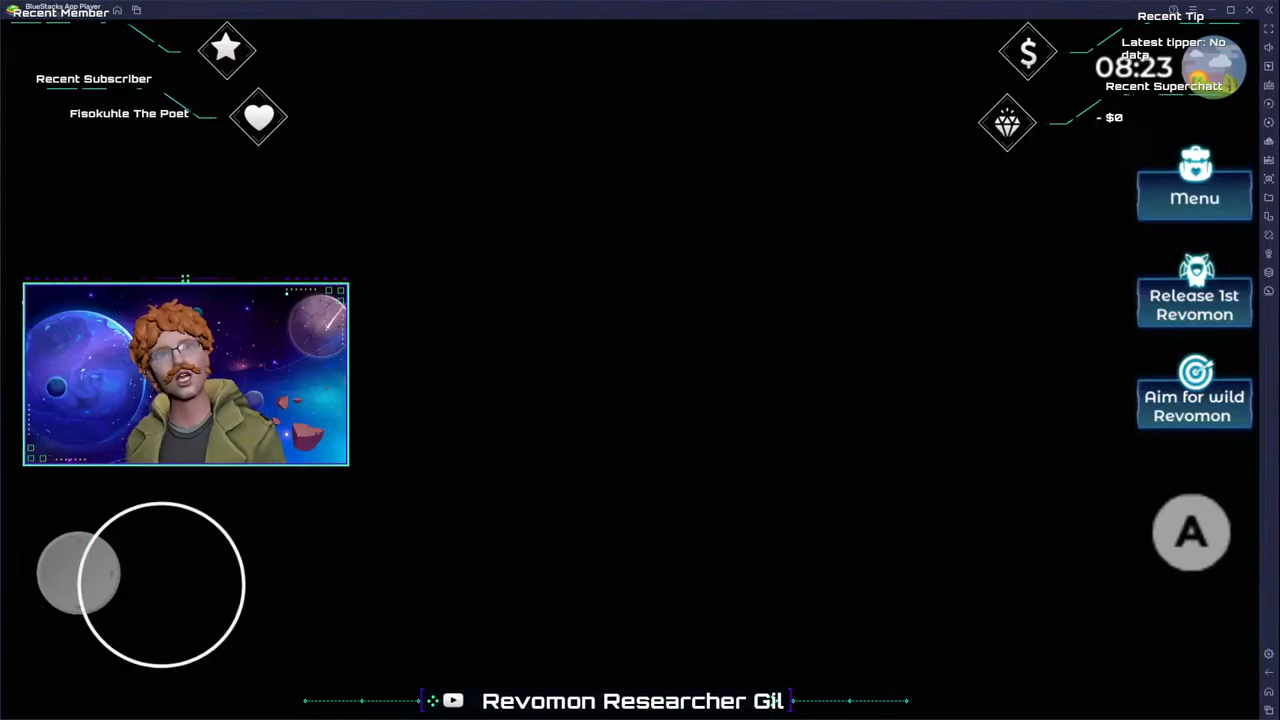 BlueStacks App Player
Recent Member
Recent Subscriber
Fisokuhle The Poet
Recent Tip
Latest tipper: No
data
08:23
Recent Superchatt
- $0
Menu
Release 1st
Revomon
Aim for wild
Revomon
A
Revomon Researcher Gil